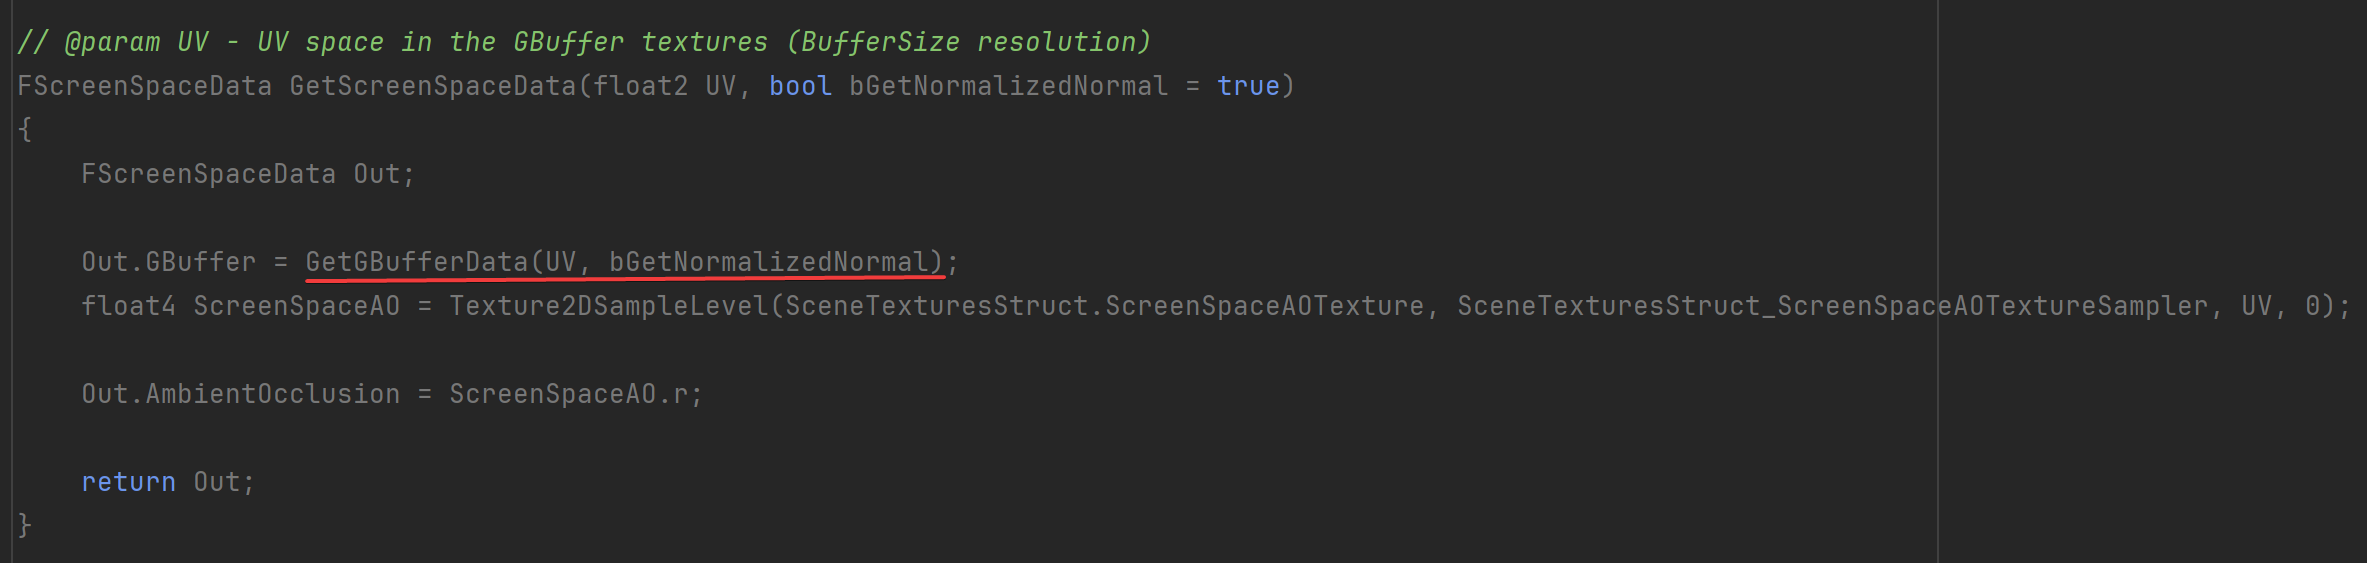 // @param UV - UV space in the GBuffer textures (BufferSize resolution)
FScreenSpaceData GetScreenSpaceData(float2 UV, bool bGetNormalizedNormal = true)
{
    FScreenSpaceData Out;
    Out.GBuffer = GetGBufferData(UV, bGetNormalizedNormal);
    float4 ScreenSpaceAO = Texture2DSampleLevel(SceneTexturesStruct.ScreenSpaceAOTexture, SceneTexturesStruct_ScreenSpaceAOTextureSampler, UV, 0);
    Out.AmbientOcclusion = ScreenSpaceAO.r;
    return Out;
}